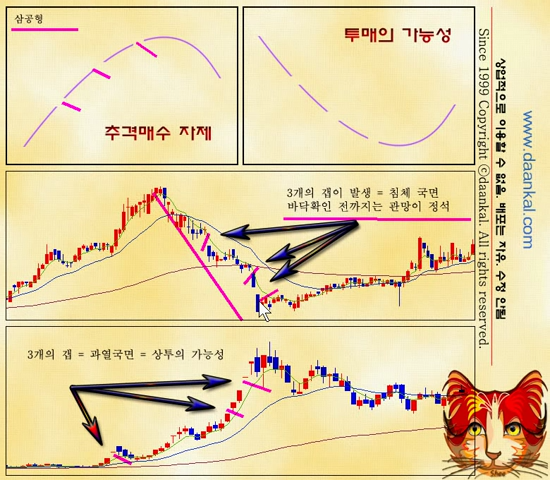 삼공형
추격매수 자제
투매의 가능성
3개의 갭이 발생 = 침체 국면
바닥확인 전까지는 관망이 정석
3개의 갭 = 과열국면 = 상투의 가능성
Since 1999 Copyright ⓒdaankal. All rights reserved.
상업적으로 이용할 수 없음. 배포는 자유. 수정 안됨
www.daankal.com